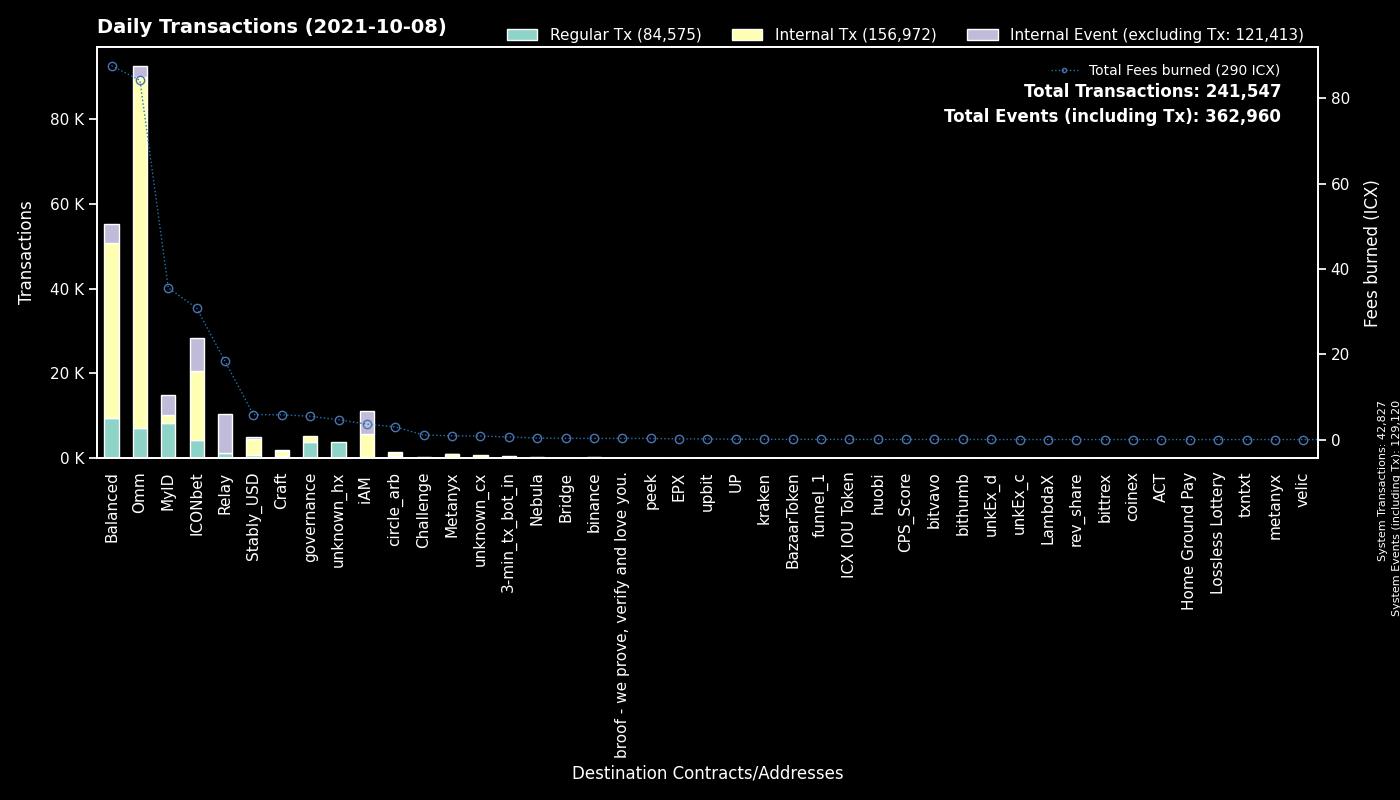 Daily Transactions (2021-10-08)
Regular Tx (84,575)
Internal Tx (156,972)
Internal Event (excluding Tx: 121,413)
Total Fees burned (290 ICX)
Total Transactions: 241,547
Total Events (including Tx): 362,960
Transactions
80 K
60 K
40 K
20 K
0 K
80
60
40
20
0
Fees burned (ICX)
System Transactions: 42,827
System Events (including Tx): 129,120
Balanced
Omm
MyID
ICONbet
Relay
Stably_USD
Craft
governance
unknown_hx
iAM
circle_arb
Challenge
Metanyx
unknown_cx
3-min_tx_bot_in
Nebula
Bridge
binance
broof - we prove, verify and love you.
peek
EPX
upbit
UP
kraken
BazaarToken
funnel_1
ICX IOU Token
huobi
CPS_Score
bitvavo
bithumb
unkEx_d
unkEx_c
LambdaX
rev_share
bittrex
coinex
ACT
Home Ground Pay
Lossless Lottery
txntxt
metanyx
velic
Destination Contracts/Addresses